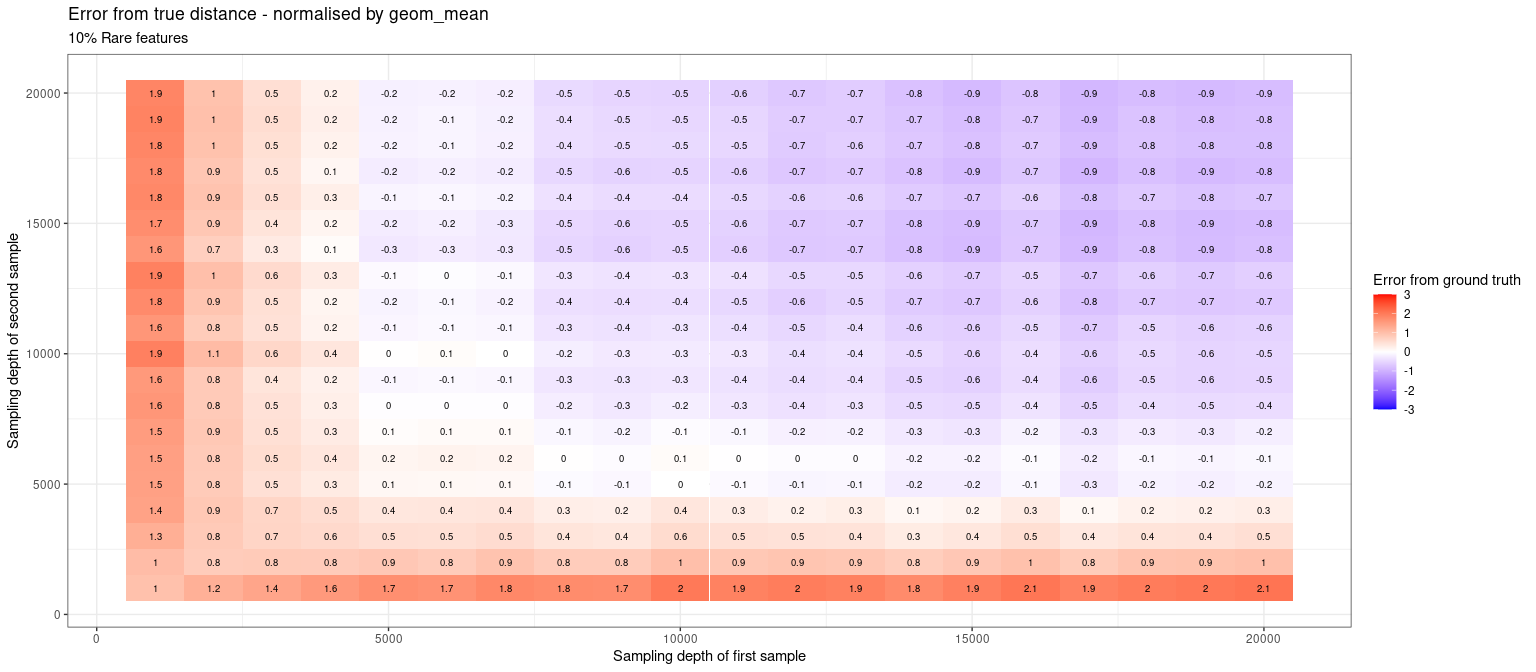 Error from true distance - normalised by geom_mean
10% Rare features
20000 1.9 1 0.5 0.2 -0.2 -0.2 -0.2 -0.5 -0.5 -0.5 -0.6 -0.7 -0.7 -0.8 -0.9 -0.8 -0.9 -0.8 -0.9 -0.9
1.9 1 0.5 0.2 -0.2 -0.1 -0.2 -0.4 -0.5 -0.5 -0.5 -0.7 -0.7 -0.7 -0.8 -0.7 -0.9 -0.8 -0.8 -0.8
1.8 1 0.5 0.2 -0.2 -0.1 -0.2 -0.4 -0.5 -0.5 -0.5 -0.7 -0.6 -0.7 -0.8 -0.7 -0.9 -0.8 -0.8 -0.8
1.8 0.9 0.5 0.1 -0.2 -0.2 -0.2 -0.5 -0.6 -0.5 -0.6 -0.7 -0.7 -0.8 -0.9 -0.7 -0.9 -0.8 -0.9 -0.8
1.8 0.9 0.5 0.3 -0.1 -0.1 -0.2 -0.4 -0.4 -0.4 -0.5 -0.6 -0.6 -0.7 -0.7 -0.6 -0.8 -0.7 -0.8 -0.7
15000 1.7 0.9 0.4 0.2 -0.2 -0.2 -0.3 -0.5 -0.6 -0.5 -0.6 -0.7 -0.7 -0.8 -0.9 -0.7 -0.9 -0.8 -0.9 -0.8
1.6 0.7 0.3 0.1 -0.3 -0.3 -0.3 -0.5 -0.6 -0.5 -0.6 -0.7 -0.7 -0.8 -0.9 -0.7 -0.9 -0.8 -0.9 -0.8
1.9 1 0.6 0.3 -0.1 0 -0.1 -0.3 -0.4 -0.3 -0.4 -0.5 -0.5 -0.6 -0.7 -0.5 -0.7 -0.6 -0.7 -0.6
1.8 0.9 0.5 0.2 -0.2 -0.1 -0.2 -0.4 -0.4 -0.4 -0.5 -0.6 -0.5 -0.7 -0.7 -0.6 -0.8 -0.7 -0.7 -0.7
1.6 0.8 0.5 0.2 -0.1 -0.1 -0.1 -0.3 -0.4 -0.3 -0.4 -0.5 -0.4 -0.6 -0.6 -0.5 -0.7 -0.5 -0.6 -0.6
10000 1.9 1.1 0.6 0.4 0 0.1 0 -0.2 -0.3 -0.3 -0.3 -0.4 -0.4 -0.5 -0.6 -0.4 -0.6 -0.5 -0.6 -0.5
1.6 0.8 0.4 0.2 -0.1 -0.1 -0.1 -0.3 -0.3 -0.3 -0.4 -0.4 -0.4 -0.5 -0.6 -0.4 -0.6 -0.5 -0.6 -0.5
1.6 0.8 0.5 0.3 0 0 0 -0.2 -0.3 -0.2 -0.3 -0.4 -0.3 -0.5 -0.5 -0.4 -0.5 -0.4 -0.5 -0.4
1.5 0.9 0.5 0.3 0.1 0.1 0.1 -0.1 -0.2 -0.1 -0.1 -0.2 -0.2 -0.3 -0.3 -0.2 -0.3 -0.3 -0.3 -0.2
1.5 0.8 0.5 0.4 0.2 0.2 0.2 0 0 0.1 0 0 0 -0.2 -0.2 -0.1 -0.2 -0.1 -0.1 -0.1
5000 1.5 0.8 0.5 0.3 0.1 0.1 0.1 -0.1 -0.1 0 -0.1 -0.1 -0.1 -0.2 -0.2 -0.1 -0.3 -0.2 -0.2 -0.2
1.4 0.9 0.7 0.5 0.4 0.4 0.4 0.3 0.2 0.4 0.3 0.2 0.3 0.1 0.2 0.3 0.1 0.2 0.2 0.3
1.3 0.8 0.7 0.6 0.5 0.5 0.5 0.4 0.4 0.6 0.5 0.5 0.4 0.3 0.4 0.5 0.4 0.4 0.4 0.5
1 0.8 0.8 0.8 0.9 0.8 0.9 0.8 0.8 1 0.9 0.9 0.9 0.8 0.9 1 0.8 0.9 0.9 1
1 1.2 1.4 1.6 1.7 1.7 1.8 1.8 1.7 2 1.9 2 1.9 1.8 1.9 2.1 1.9 2 2 2.1
0
0 5000 10000 15000 20000
Sampling depth of first sample
Sampling depth of second sample
Error from ground truth
3
2
1
0
-1
-2
-3